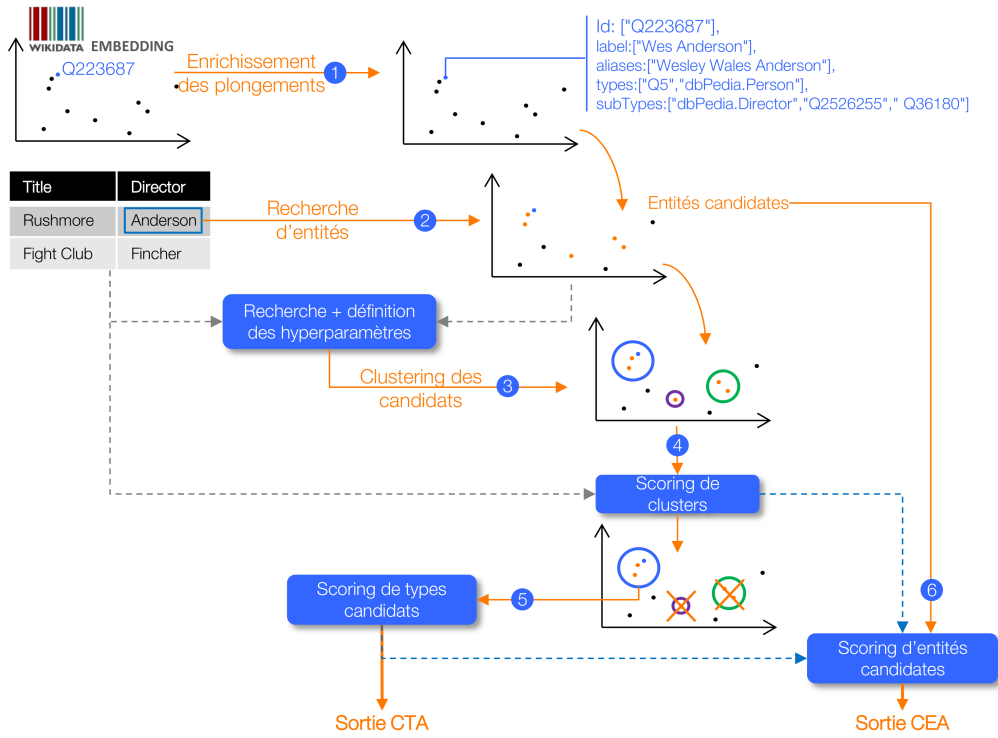 WIKIDATA EMBEDDING
Q223687
Enrichissement
des plongements
1
Id: ["Q223687"],
label:["Wes Anderson"],
aliases:["Wesley Wales Anderson"],
types:["Q5","dbPedia.Person"],
subTypes:["dbPedia.Director","Q2526255"," Q36180"]
Title Director
Rushmore Anderson
Fight Club Fincher
Recherche
d'entités
2
Entités candidates
Recherche + définition
des hyperparamètres
Clustering des
candidats
3
4
Scoring de
clusters
Scoring de types
candidats
5
6
Scoring d'entités
candidates
Sortie CTA
Sortie CEA